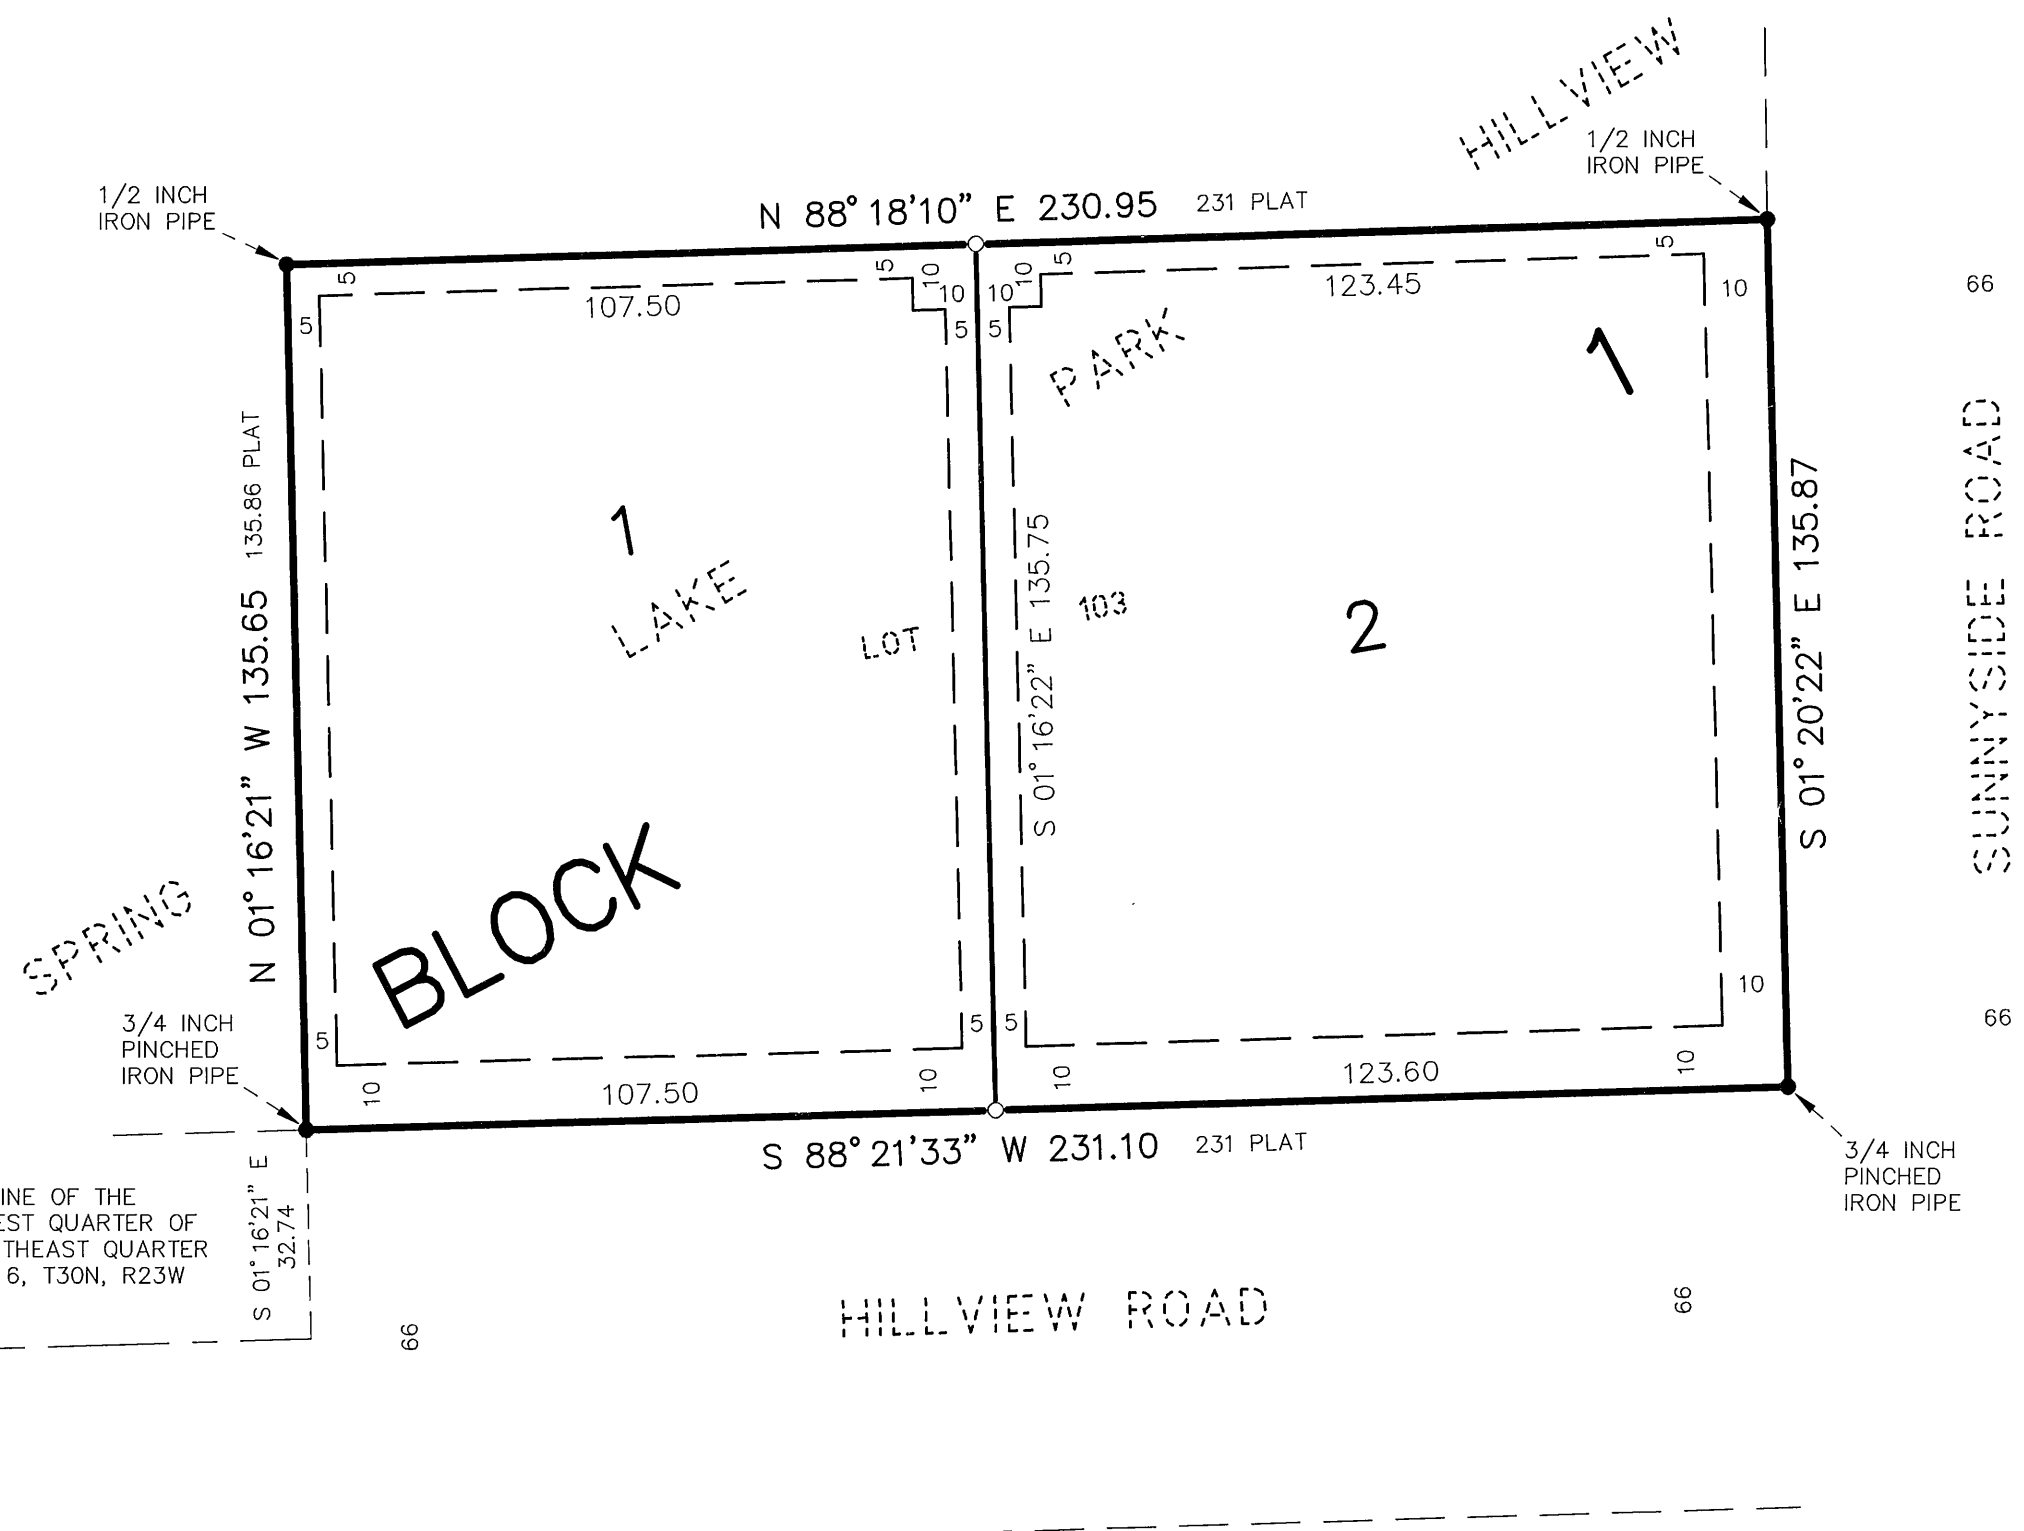 HILLVIEW
1/2 INCH
IRON PIPE
1/2 INCH
IRON PIPE
N 88°18'10" E 230.95 231 PLAT
5
5
10
10
5
10
10
5
5
5
5
10
107.50
123.45
66
PARK
1
N 01°16'21" W 135.65 135.86 PLAT
1
LAKE
LOT
S 01°16'22" E 135.75
103
2
S 01°20'22" E 135.87
SUNNYSIDE ROAD
BLOCK
SPRING
3/4 INCH
PINCHED
IRON PIPE
5
10
107.50
10
5
5
10
123.60
10
10
66
S 88°21'33" W 231.10 231 PLAT
3/4 INCH
PINCHED
IRON PIPE
INE OF THE
EST QUARTER OF
THEAST QUARTER
6, T30N, R23W
S 01°16'21" E
32.74
66
HILLVIEW ROAD
66